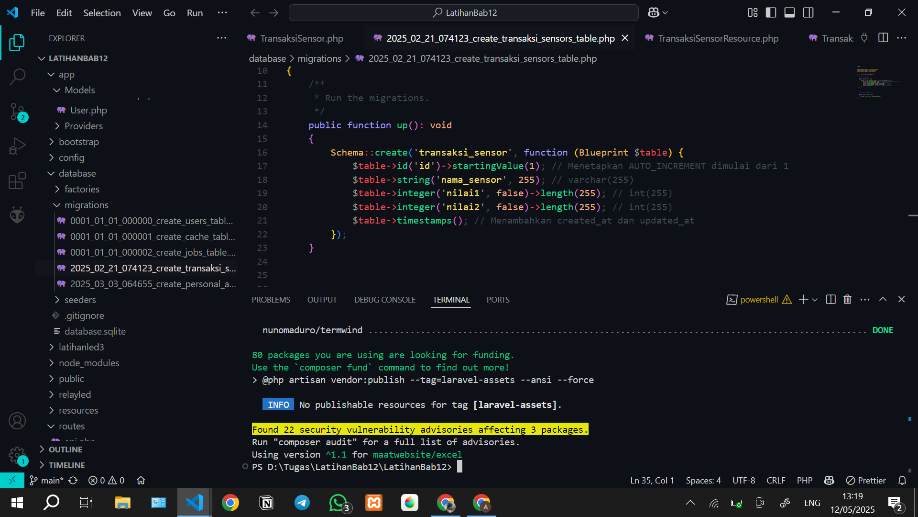 File Edit Selection View Go Run ··· LatihanBab12
EXPLORER
TransaksiSensor.php 2025_02_21_074123_create_transaksi_sensors_table.php TransaksiSensorResource.php Transak
LATIHANBAB12
database > migrations > 2025_02_21_074123_create_transaksi_sensors_table.php
app
Models
User.php
Providers
bootstrap
config
database
factories
migrations
0001_01_01_000000_create_users_tabl...
0001_01_01_000001_create_cache_tabl...
0001_01_01_000002_create_jobs_table....
2025_02_21_074123_create_transaksi_s...
2025_03_03_064655_create_personal_a...
seeders
.gitignore
database.sqlite
latihanled3
node_modules
public
relayled
resources
routes
OUTLINE
TIMELINE
10 {
11 /**
12 * Run the migrations.
13 */
14 public function up(): void
15 {
16 Schema::create('transaksi_sensor', function (Blueprint $table) {
17 $table->id('id')->startingValue(1); // Menetapkan AUTO_INCREMENT dimulai dari 1
18 $table->string('nama_sensor', 255); // varchar(255)
19 $table->integer('nilai1', false)->length(255); // int(255)
20 $table->integer('nilai2', false)->length(255); // int(255)
21 $table->timestamps(); // Menambahkan created_at dan updated_at
22 });
23 }
24
25
PROBLEMS OUTPUT DEBUG CONSOLE TERMINAL PORTS powershell
nunomaduro/termwind ........................................ DONE
80 packages you are using are looking for funding.
Use the `composer fund` command to find out more!
> @php artisan vendor:publish --tag=laravel-assets --ansi --force
INFO No publishable resources for tag [laravel-assets].
Found 22 security vulnerability advisories affecting 3 packages.
Run "composer audit" for a full list of advisories.
Using version ^1.1 for maatwebsite/excel
PS D:\Tugas\LatihanBab12\LatihanBab12>
main* 0 0 Ln 35, Col 1 Spaces: 4 UTF-8 CRLF PHP Prettier
ENG 13:19
12/05/2025
2
2
1
3